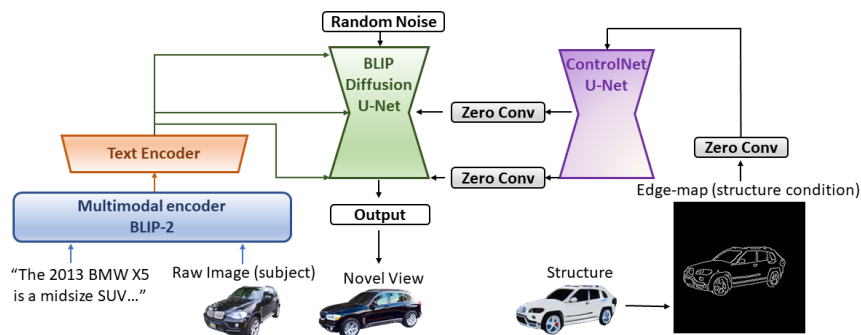 Random Noise
BLIP
Diffusion
U-Net
ControlNet
U-Net
Zero Conv
Zero Conv
Text Encoder
Zero Conv
Edge-map (structure condition)
Multimodal encoder
BLIP-2
Output
“The 2013 BMW X5
is a midsize SUV...”
Raw Image (subject)
Novel View
Structure